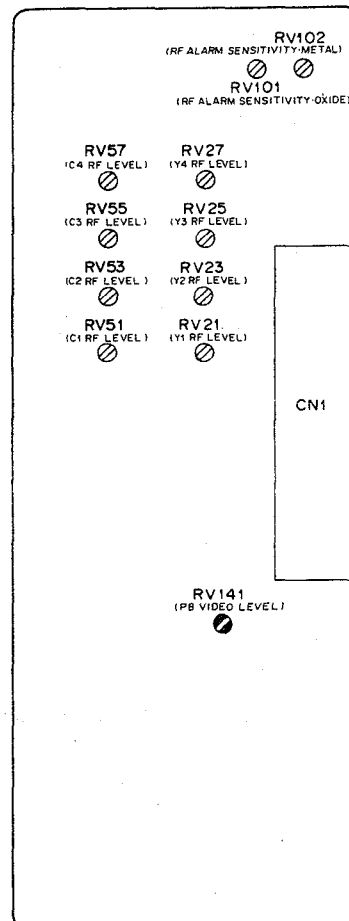 RV102
(RF ALARM SENSITIVITY-METAL)
RV101
(RF ALARM SENSITIVITY-OXIDE)
RV57
(C4 RF LEVEL)
RV27
(Y4 RF LEVEL)
RV55
(C3 RF LEVEL)
RV25
(Y3 RF LEVEL)
RV53
(C2 RF LEVEL)
RV23
(Y2 RF LEVEL)
RV51
(C1 RF LEVEL)
RV21
(Y1 RF LEVEL)
CN1
RV141
(PB VIDEO LEVEL)